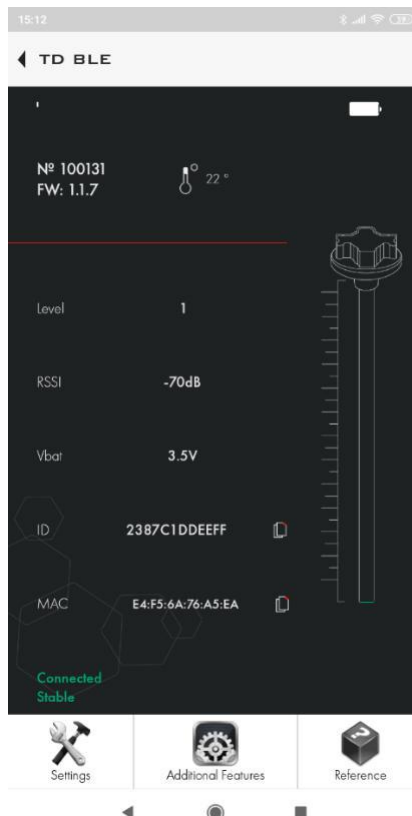 15:12
TD BLE
№ 100131
FW: 1.1.7
22 °
Level 1
RSSI -70dB
Vbat 3.5V
ID 2387C1DDEEFF
MAC E4:F5:6A:76:A5:EA
Connected
Stable
Settings Additional Features Reference